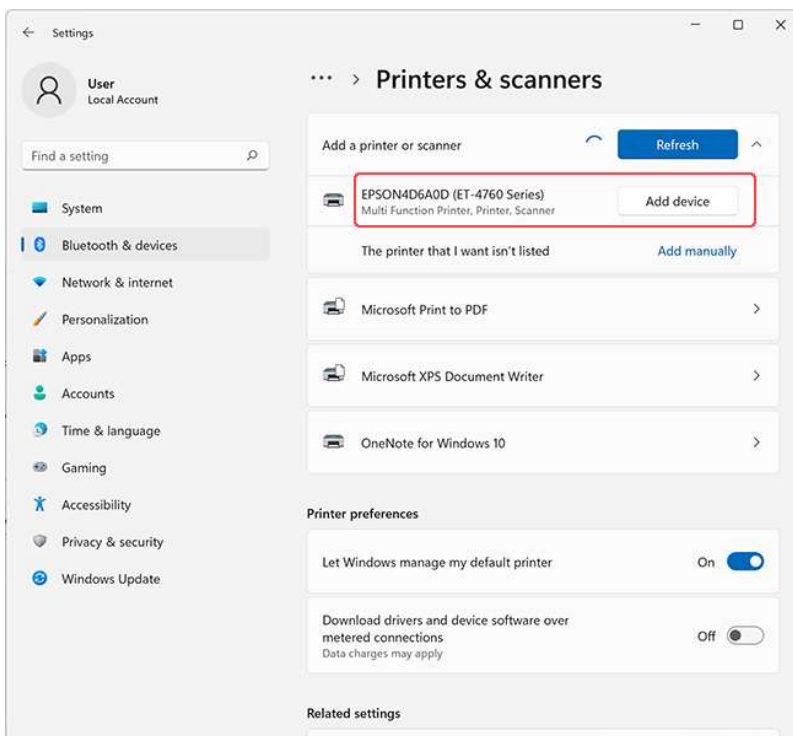 Settings
User
Local Account
Find a setting
System
Bluetooth & devices
Network & internet
Personalization
Apps
Accounts
Time & language
Gaming
Accessibility
Privacy & security
Windows Update
··· > Printers & scanners
Add a printer or scanner Refresh
EPSON4D6A0D (ET-4760 Series)
Multi Function Printer, Printer, Scanner
Add device
The printer that I want isn't listed Add manually
Microsoft Print to PDF
Microsoft XPS Document Writer
OneNote for Windows 10
Printer preferences
Let Windows manage my default printer On
Download drivers and device software over
metered connections
Data charges may apply
Off
Related settings